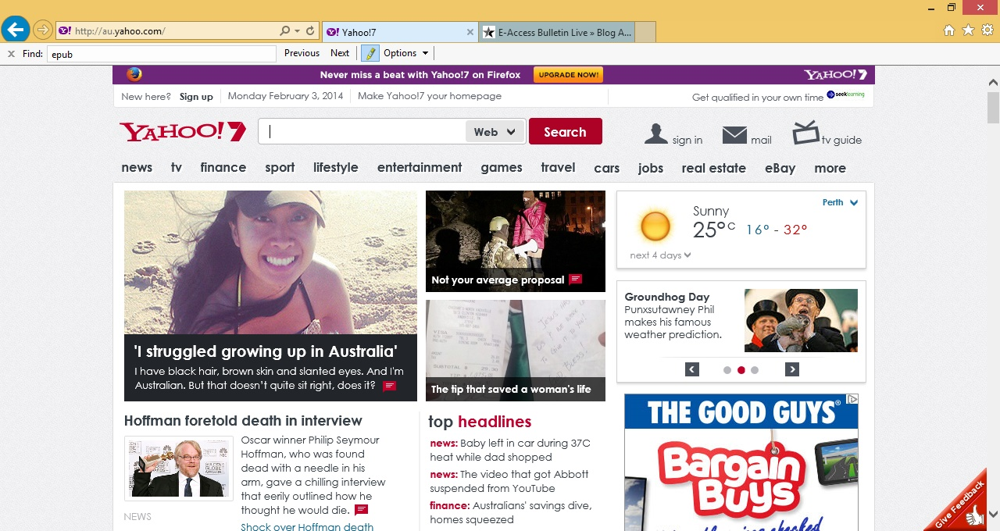 http://au.yahoo.com/
Yahoo!7
E-Access Bulletin Live » Blog A...
Find: epub
Previous Next Options
Never miss a beat with Yahoo!7 on Firefox UPGRADE NOW! YAHOO!7
New here? Sign up Monday February 3, 2014 Make Yahoo!7 your homepage Get qualified in your own time seeklearning
YAHOO!7 Web Search sign in mail tv guide
news tv finance sport lifestyle entertainment games travel cars jobs real estate eBay more
'I struggled growing up in Australia'
I have black hair, brown skin and slanted eyes. And I'm
Australian. But that doesn't quite sit right, does it?
Not your average proposal
SUBTOTAL
The tip that saved a woman's life
Perth
Sunny
25°C 16° - 32°
next 4 days
Groundhog Day
Punxsutawney Phil
makes his famous
weather prediction.
Hoffman foretold death in interview
Oscar winner Philip Seymour
Hoffman, who was found
dead with a needle in his
arm, gave a chilling interview
that eerily outlined how he
thought he would die.
NEWS
Shock over Hoffman death
top headlines
news: Baby left in car during 37C
heat while dad shopped
news: The video that got Abbott
suspended from YouTube
finance: Australians' savings dive,
homes squeezed
THE GOOD GUYS®
Bargain
Buys
Give Feedback